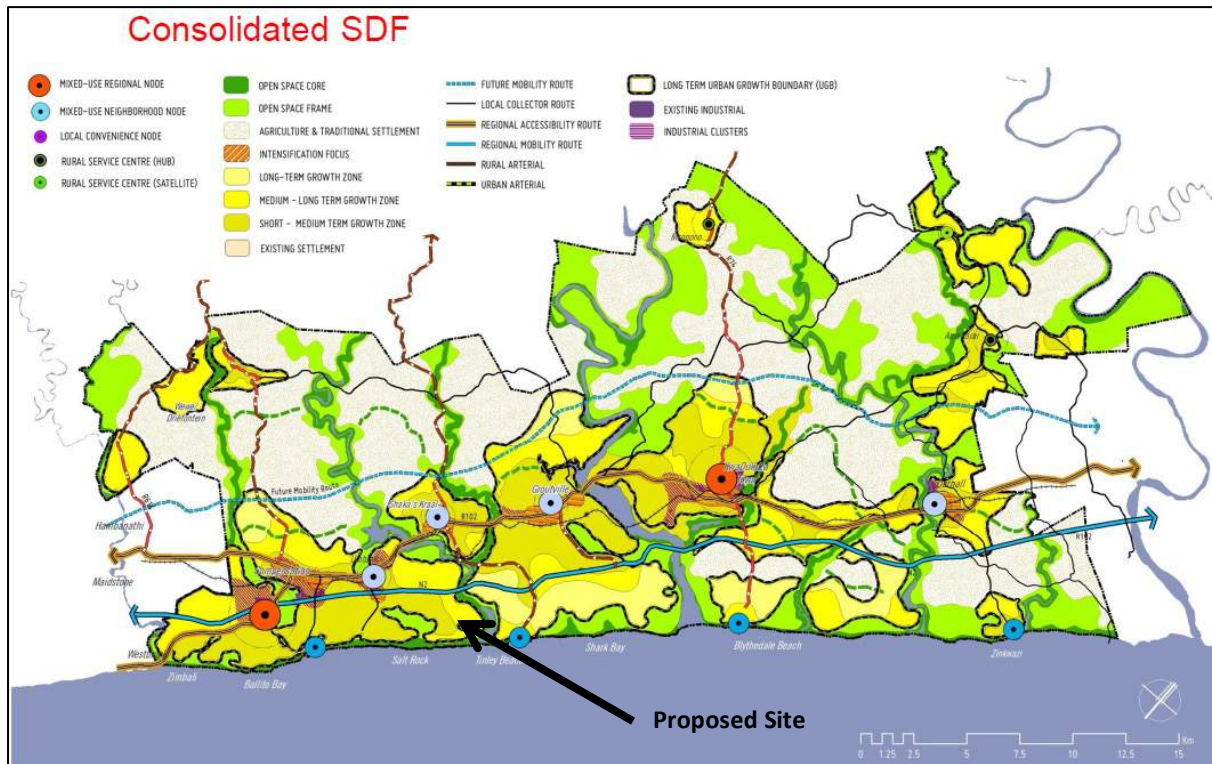 Consolidated SDF
MIXED-USE REGIONAL NODE
MIXED-USE NEIGHBORHOOD NODE
LOCAL CONVENIENCE NODE
RURAL SERVICE CENTRE (HUB)
RURAL SERVICE CENTRE (SATELLITE)
OPEN SPACE CORE
OPEN SPACE FRAME
AGRICULTURE & TRADITIONAL SETTLEMENT
INTENSIFICATION FOCUS
LONG-TERM GROWTH ZONE
MEDIUM - LONG TERM GROWTH ZONE
SHORT - MEDIUM TERM GROWTH ZONE
EXISTING SETTLEMENT
FUTURE MOBILITY ROUTE
LOCAL COLLECTOR ROUTE
REGIONAL ACCESSIBILITY ROUTE
REGIONAL MOBILITY ROUTE
RURAL ARTERIAL
URBAN ARTERIAL
LONG TERM URBAN GROWTH BOUNDARY (UGB)
EXISTING INDUSTRIAL
INDUSTRIAL CLUSTERS
R74
Driefontein
Future Mobility Route
Shaka's Kraal
Groutville
R102
Hambanathi
Maidstone
N2
Zimbali
Ballito Bay
Salt Rock
Shark Bay
Blythedale Beach
Zinkwazi
Proposed Site
0 1.25 2.5 5 7.5 10 12.5 15
Km